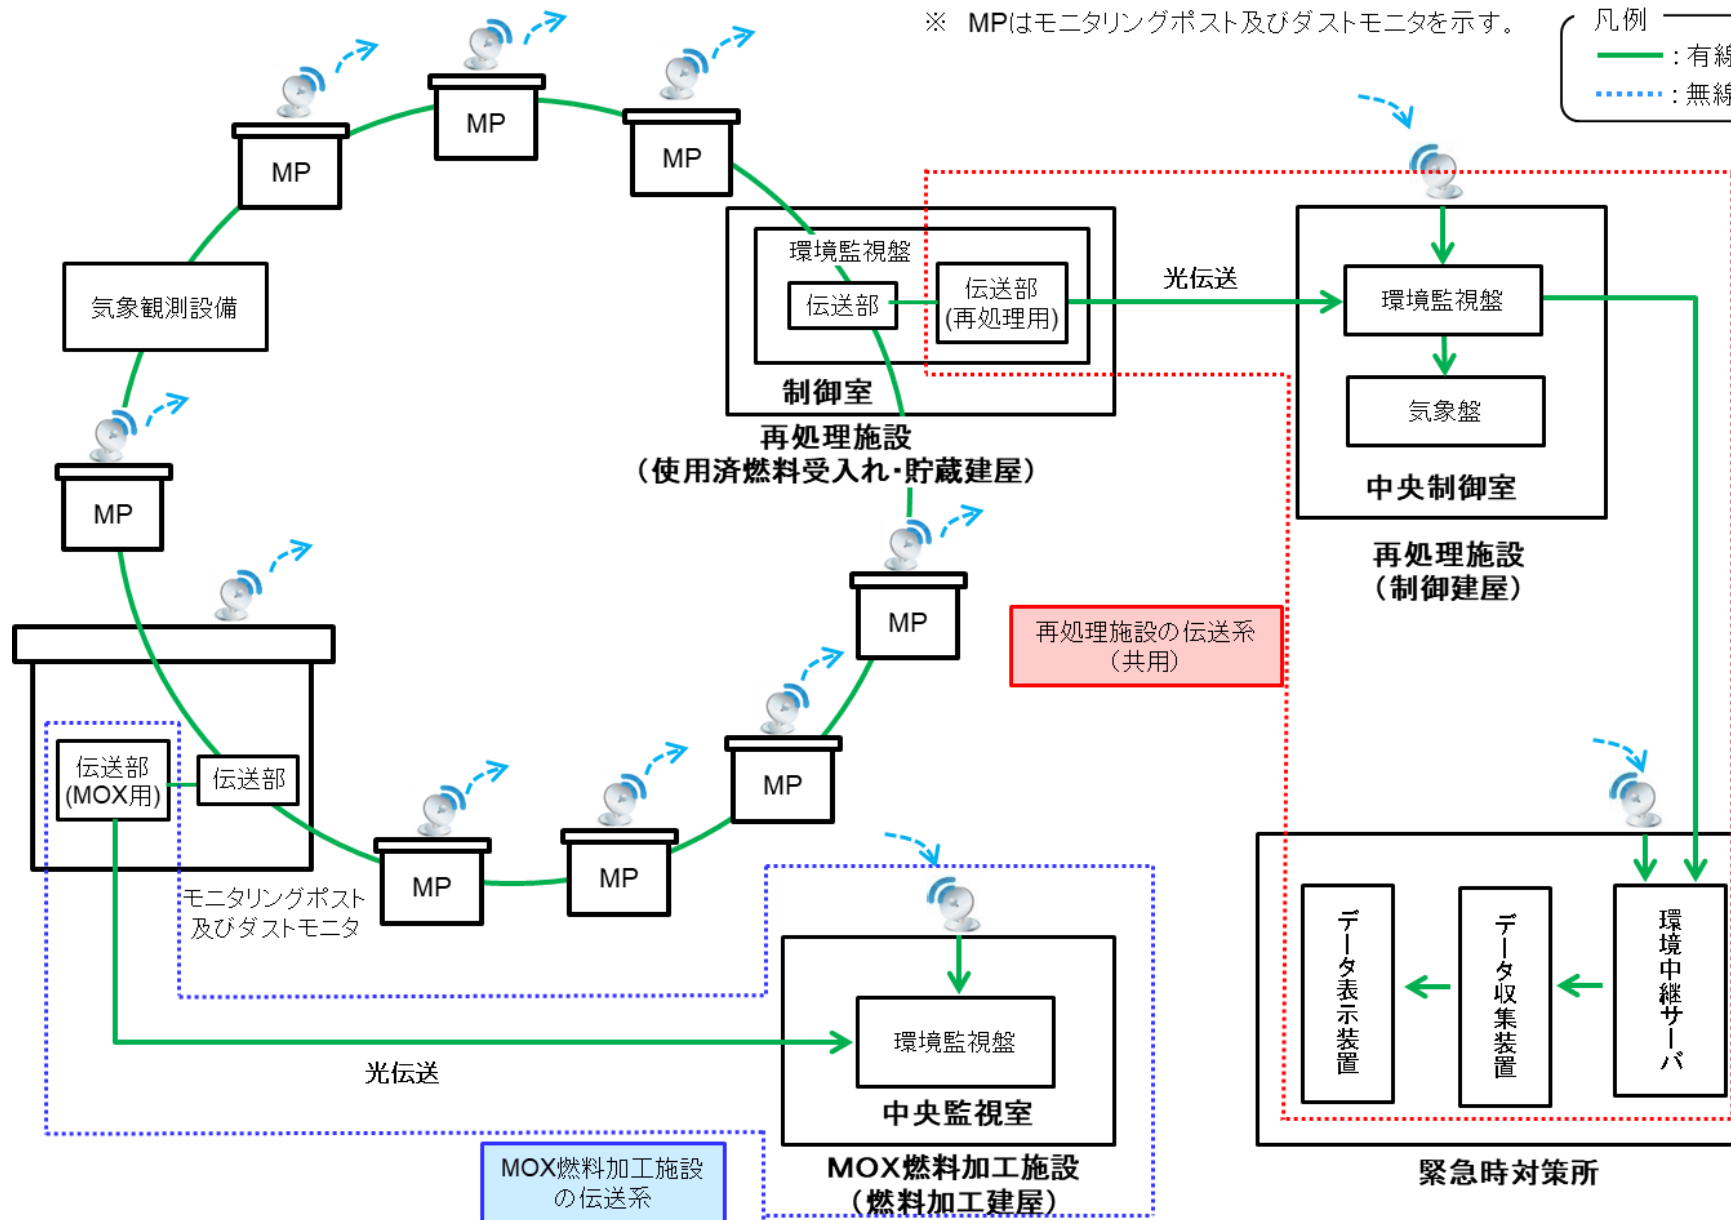 ※ MPはモニタリングポスト及びダストモニタを示す。
凡例
：有線
：無線
MP
MP
MP
MP
気象観測設備
環境監視盤
伝送部
伝送部
(再処理用)
制御室
再処理施設
（使用済燃料受入れ・貯蔵建屋）
光伝送
環境監視盤
気象盤
中央制御室
再処理施設
（制御建屋）
MP
再処理施設の伝送系
（共用）
伝送部
(MOX用)
伝送部
モニタリングポスト
及びダストモニタ
MP
MP
MP
MP
光伝送
環境監視盤
中央監視室
MOX燃料加工施設
（燃料加工建屋）
MOX燃料加工施設
の伝送系
データ表示装置
データ収集装置
環境中継サーバ
緊急時対策所